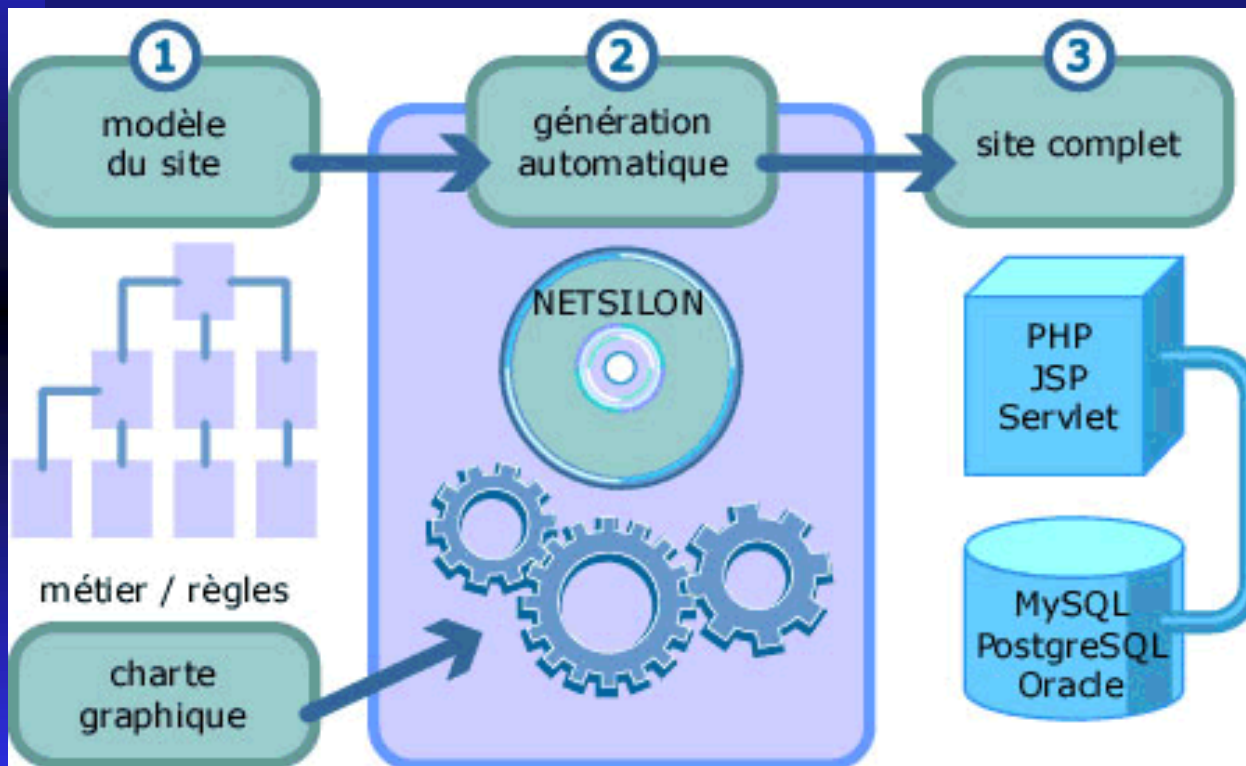 1
modèle
du site
2
génération
automatique
3
site complet
NETSILON
PHP
JSP
Servlet
métier / règles
MySQL
PostgreSQL
Oracle
charte
graphique